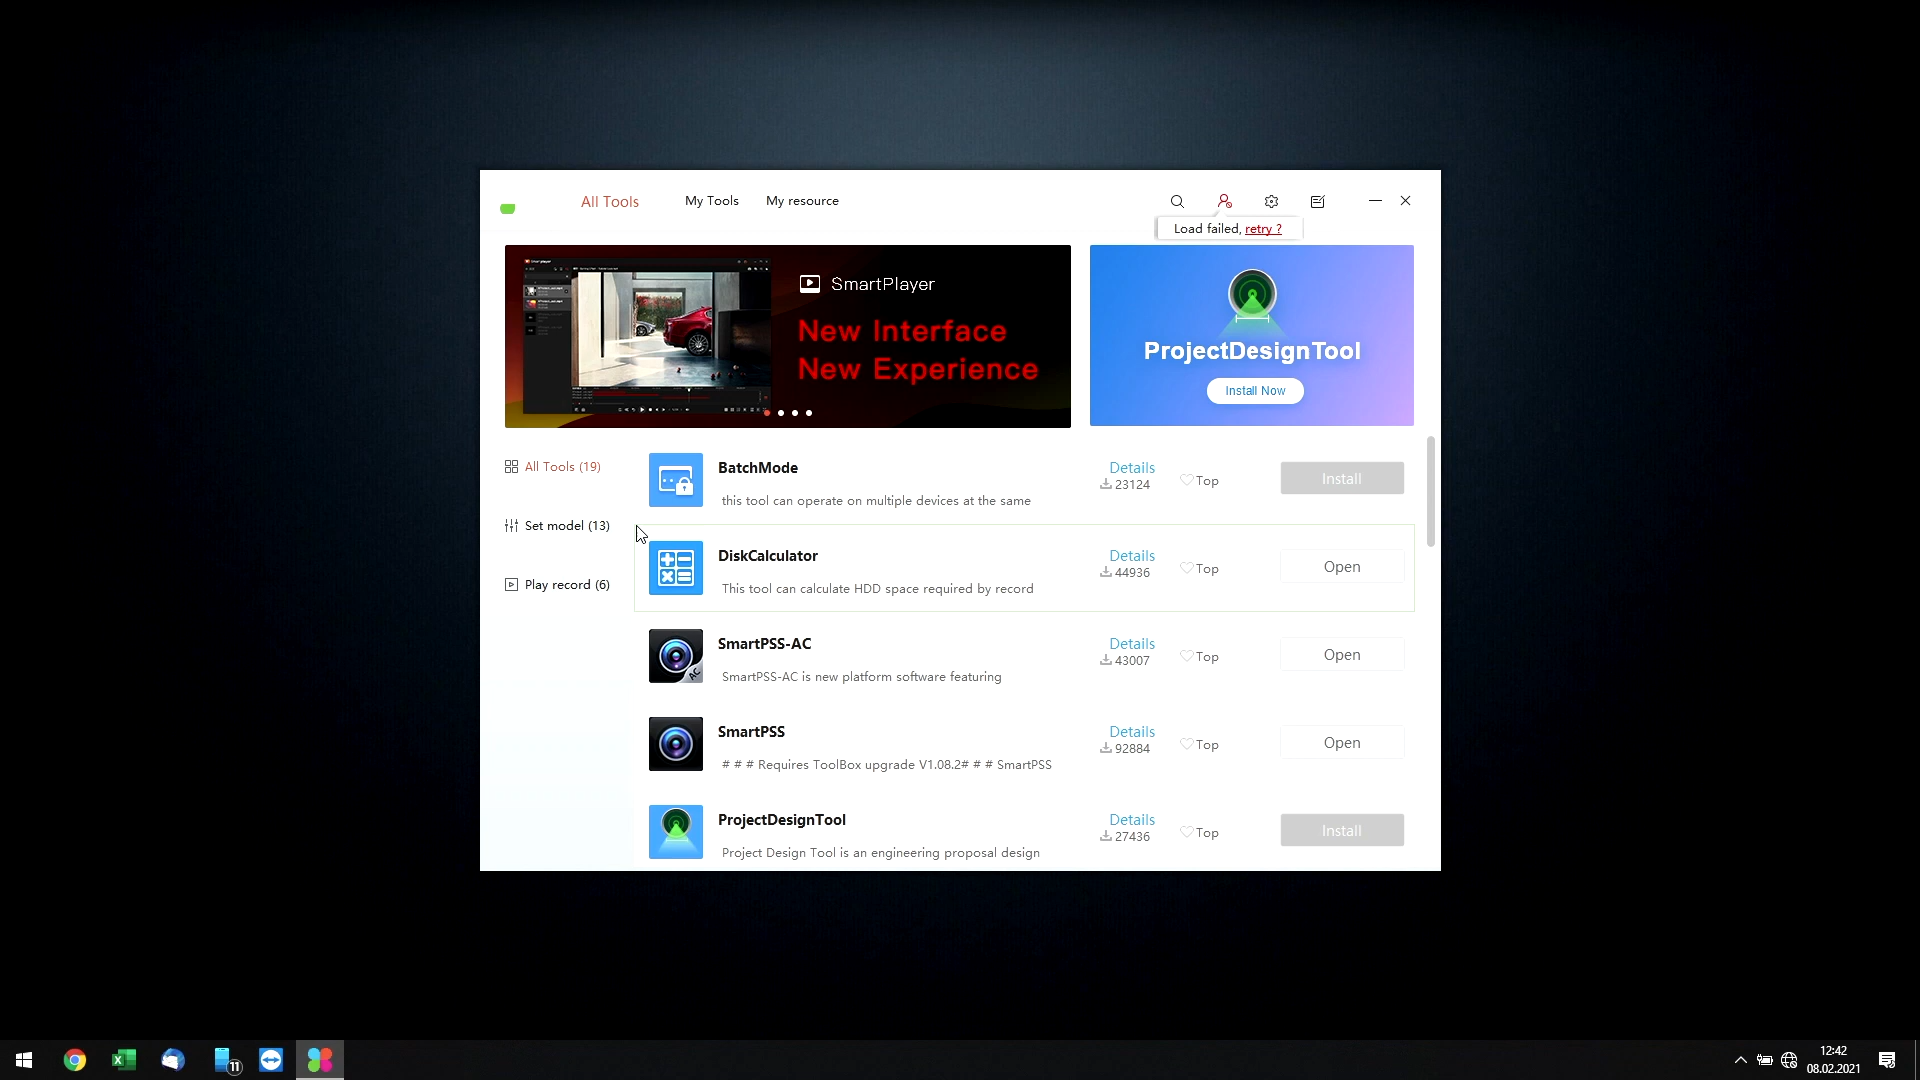 All Tools
My Tools
My resource
Load failed, retry ?
SmartPlayer
New Interface
New Experience
ProjectDesignTool
Install Now
All Tools (19)
Set model (13)
Play record (6)
BatchMode
this tool can operate on multiple devices at the same
Details
23124
Top
Install
DiskCalculator
This tool can calculate HDD space required by record
Details
44936
Top
Open
SmartPSS-AC
SmartPSS-AC is new platform software featuring
Details
43007
Top
Open
SmartPSS
# # # Requires ToolBox upgrade V1.08.2# # # SmartPSS
Details
92884
Top
Open
ProjectDesignTool
Project Design Tool is an engineering proposal design
Details
27436
Top
Install
AC
11
12:42
08.02.2021